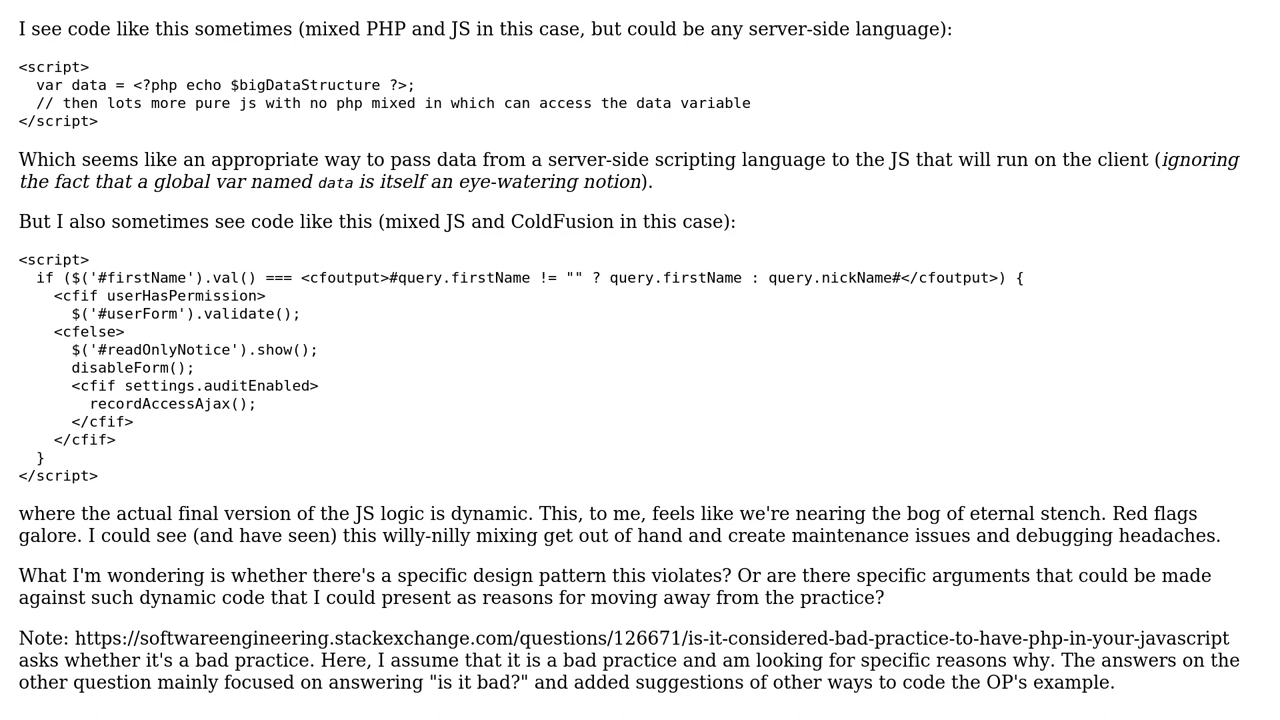 I see code like this sometimes (mixed PHP and JS in this case, but could be any server-side language):
<script>
  var data = <?php echo $bigDataStructure ?>;
  // then lots more pure js with no php mixed in which can access the data variable
</script>
Which seems like an appropriate way to pass data from a server-side scripting language to the JS that will run on the client (ignoring
the fact that a global var named data is itself an eye-watering notion).
But I also sometimes see code like this (mixed JS and ColdFusion in this case):
<script>
  if ($('#firstName').val() === <cfoutput>#query.firstName != "" ? query.firstName : query.nickName#</cfoutput>) {
    <cfif userHasPermission>
      $('#userForm').validate();
    <cfelse>
      $('#readOnlyNotice').show();
      disableForm();
      <cfif settings.auditEnabled>
        recordAccessAjax();
      </cfif>
    </cfif>
  }
</script>
where the actual final version of the JS logic is dynamic. This, to me, feels like we're nearing the bog of eternal stench. Red flags
galore. I could see (and have seen) this willy-nilly mixing get out of hand and create maintenance issues and debugging headaches.
What I'm wondering is whether there's a specific design pattern this violates? Or are there specific arguments that could be made
against such dynamic code that I could present as reasons for moving away from the practice?
Note: https://softwareengineering.stackexchange.com/questions/126671/is-it-considered-bad-practice-to-have-php-in-your-javascript
asks whether it's a bad practice. Here, I assume that it is a bad practice and am looking for specific reasons why. The answers on the
other question mainly focused on answering "is it bad?" and added suggestions of other ways to code the OP's example.